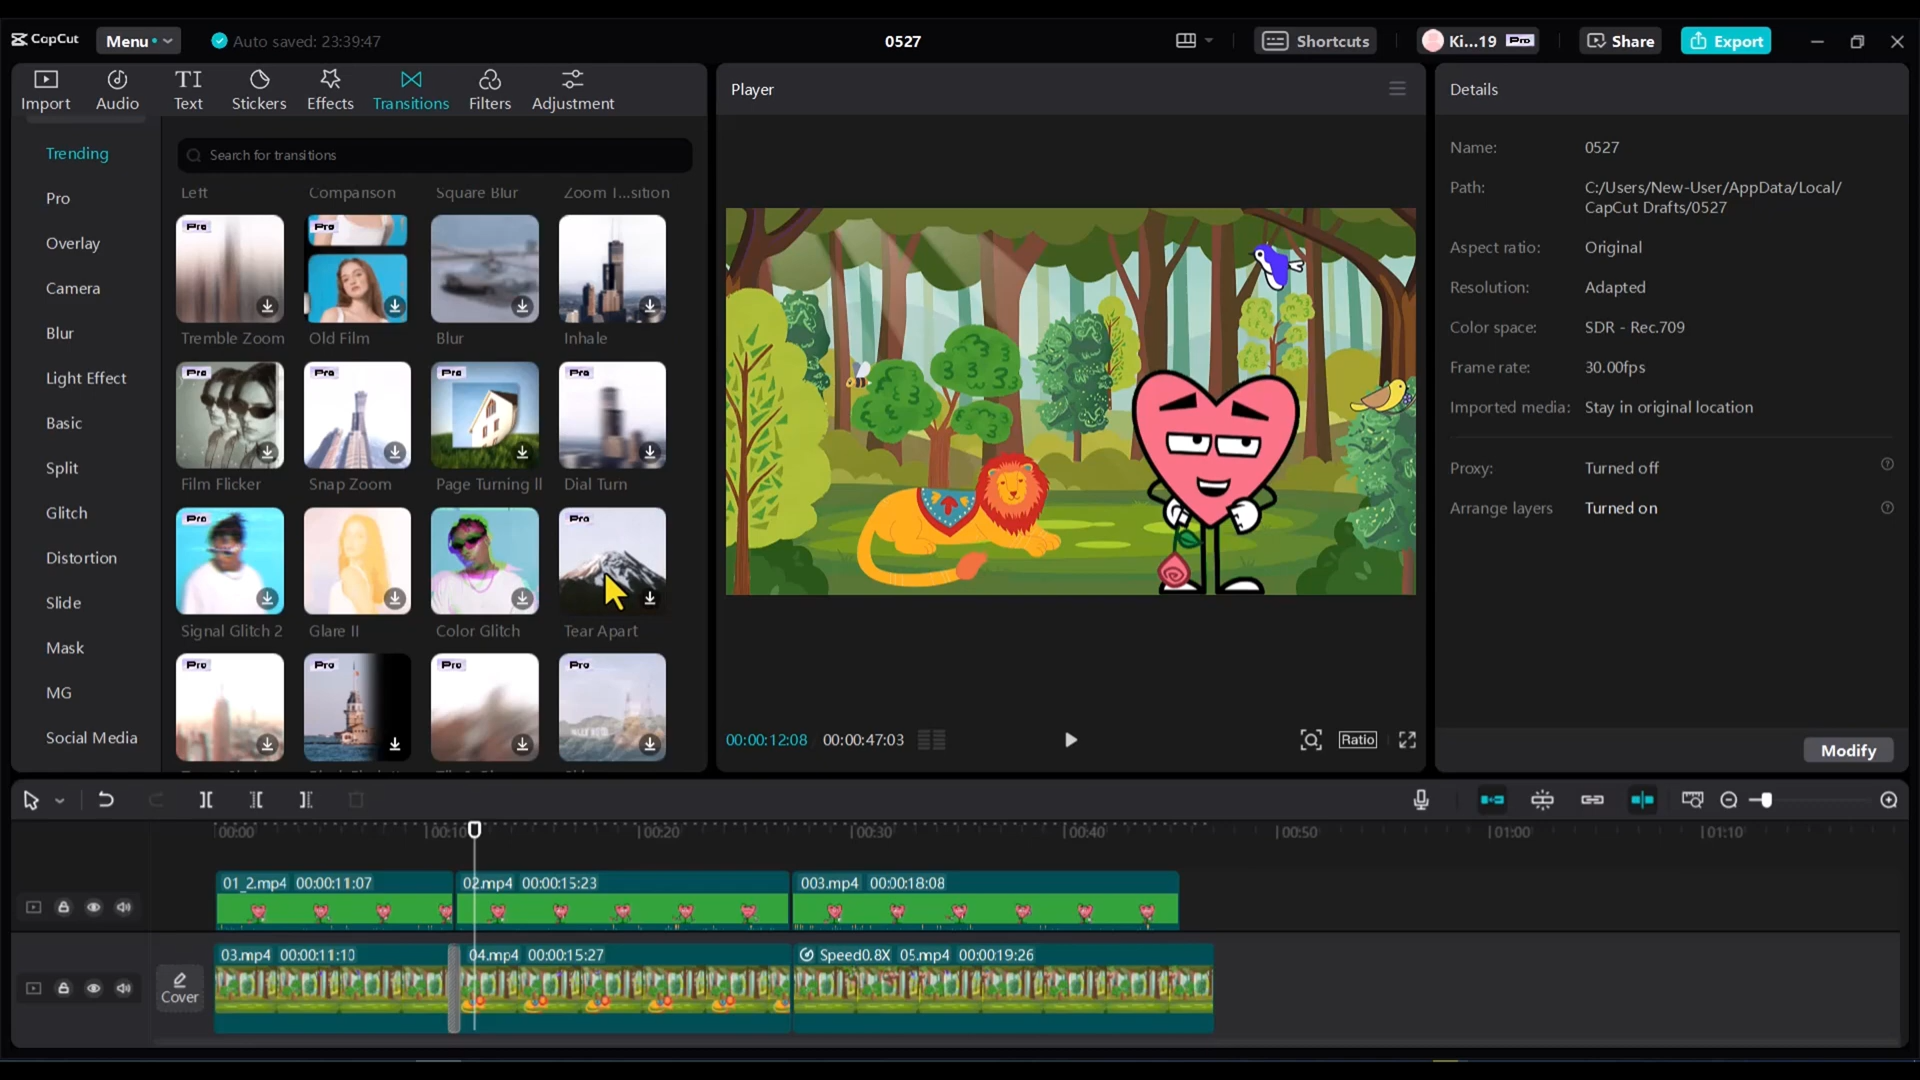 CapCut
Menu
Auto saved: 23:39:47
0527
Shortcuts
Ki...19
Pro
Share
Export
Import
Audio
TI
Text
Stickers
Effects
Transitions
Filters
Adjustment
Player
Details
Trending
Pro
Overlay
Camera
Blur
Light Effect
Basic
Split
Glitch
Distortion
Slide
Mask
MG
Social Media
Search for transitions
Left
Comparison
Square Blur
Zoom T...sition
Pro
Pro
Tremble Zoom
Old Film
Blur
Inhale
Pro
Pro
Pro
Pro
Film Flicker
Snap Zoom
Page Turning II
Dial Turn
Pro
Pro
Signal Glitch 2
Glare II
Color Glitch
Tear Apart
Pro
Pro
Pro
Pro
00:00:12:08
00:00:47:03
Ratio
Name:
0527
Path:
C:/Users/New-User/AppData/Local/
CapCut Drafts/0527
Aspect ratio:
Original
Resolution:
Adapted
Color space:
SDR - Rec.709
Frame rate:
30.00fps
Imported media:
Stay in original location
Proxy:
Turned off
Arrange layers
Turned on
Modify
00:00
00:10
00:20
00:30
00:40
00:50
01:00
01:10
01_2.mp4 00:00:11:07
02.mp4 00:00:15:23
003.mp4 00:00:18:08
Cover
03.mp4 00:00:11:10
04.mp4 00:00:15:27
Speed0.8X 05.mp4 00:00:19:26